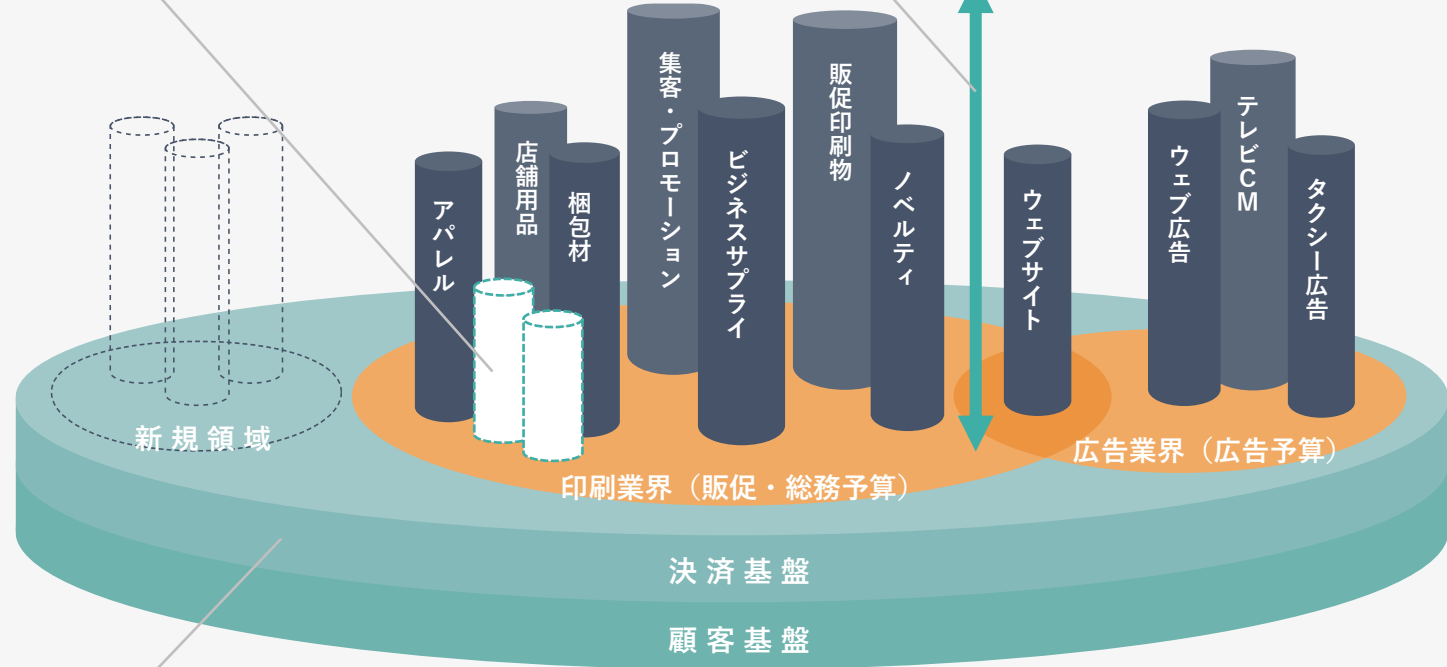 アパレル
店舗用品
梱包材
集客・プロモーション
ビジネスサプライ
販促印刷物
ノベルティ
ウェブサイト
ウェブ広告
テレビCM
タクシー広告
新規領域
印刷業界（販促・総務予算）
広告業界（広告予算）
決済基盤
顧客基盤